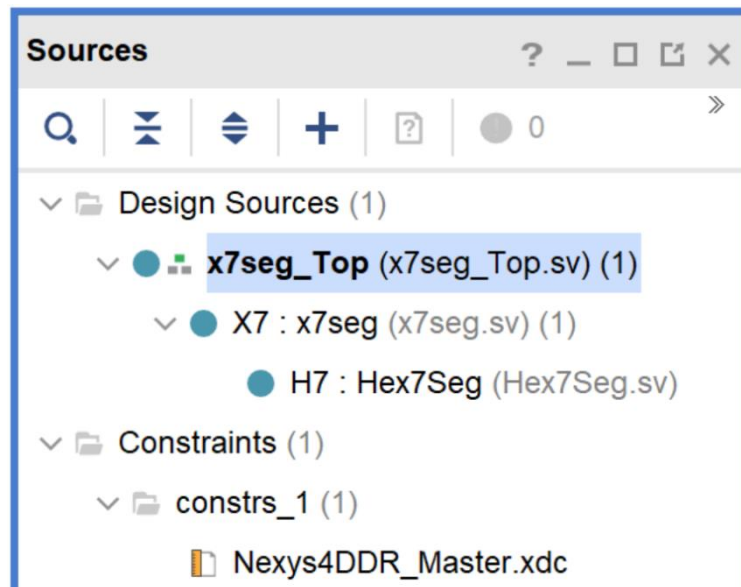 Sources
? 0
Design Sources (1)
x7seg_Top (x7seg_Top.sv) (1)
X7 : x7seg (x7seg.sv) (1)
H7 : Hex7Seg (Hex7Seg.sv)
Constraints (1)
constrs_1 (1)
Nexys4DDR_Master.xdc